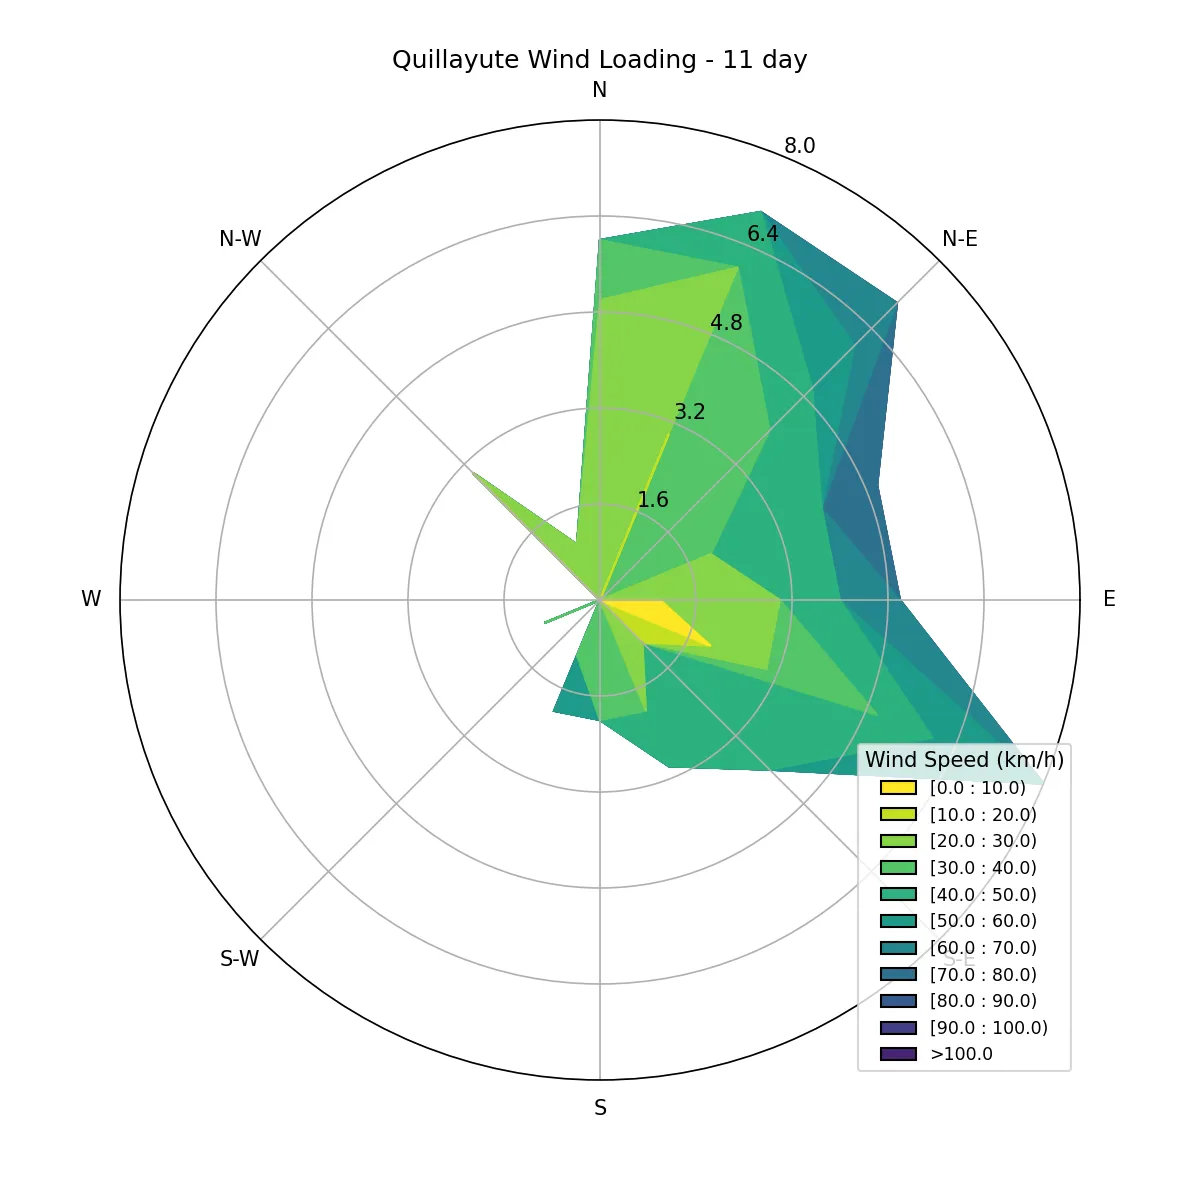 Quillayute Wind Loading - 11 day
N
8.0
6.4
N-W
N-E
4.8
3.2
1.6
W
E
Wind Speed (km/h)
[0.0 : 10.0)
[10.0 : 20.0)
[20.0 : 30.0)
[30.0 : 40.0)
[40.0 : 50.0)
[50.0 : 60.0)
[60.0 : 70.0)
[70.0 : 80.0)
[80.0 : 90.0)
[90.0 : 100.0)
>100.0
S-W
S-E
S